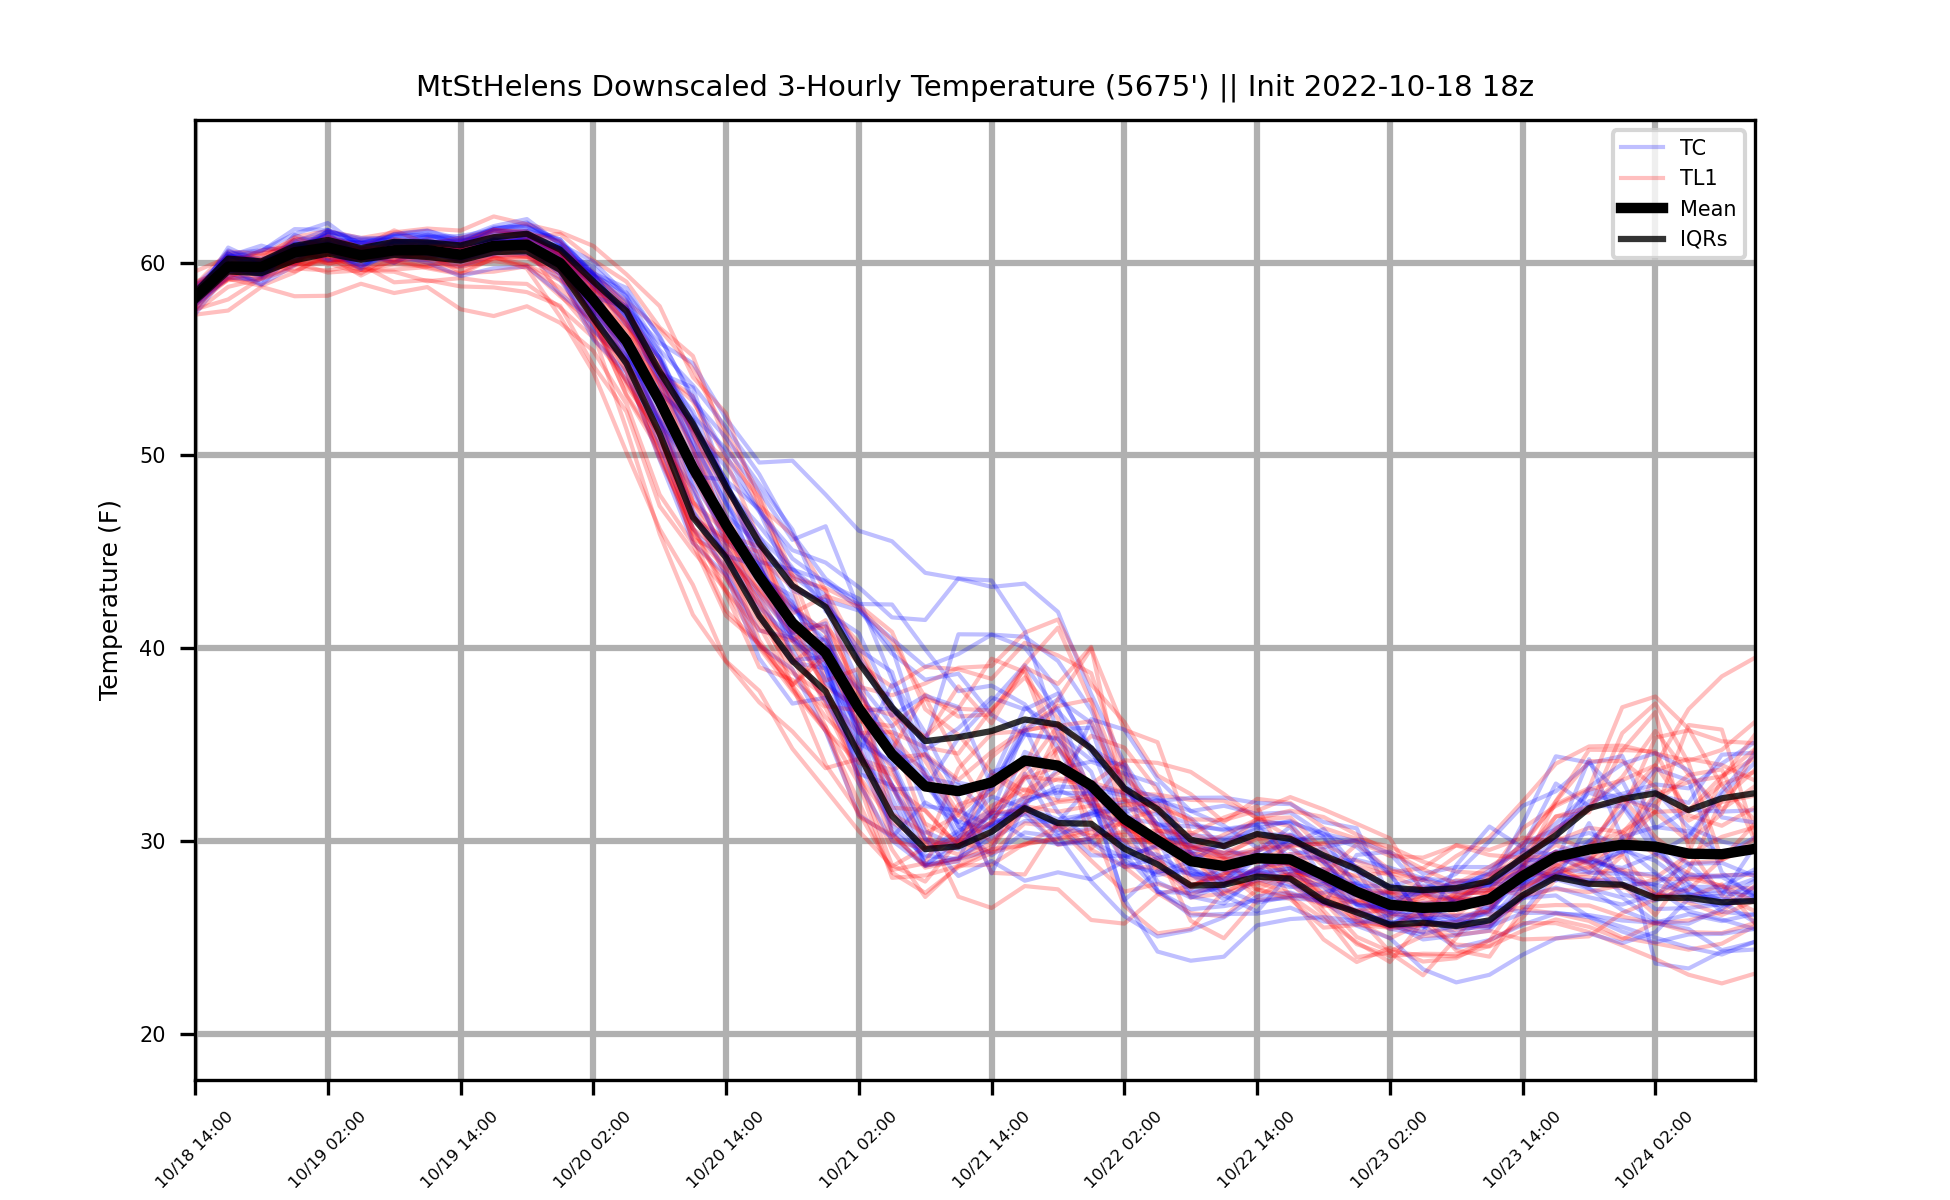 MtStHelens Downscaled 3-Hourly Temperature (5675') || Init 2022-10-18 18z
TC
TL1
Mean
IQRs
Temperature (F)
60
50
40
30
20
10/18 14:00
10/19 02:00
10/19 14:00
10/20 02:00
10/20 14:00
10/21 02:00
10/21 14:00
10/22 02:00
10/22 14:00
10/23 02:00
10/23 14:00
10/24 02:00